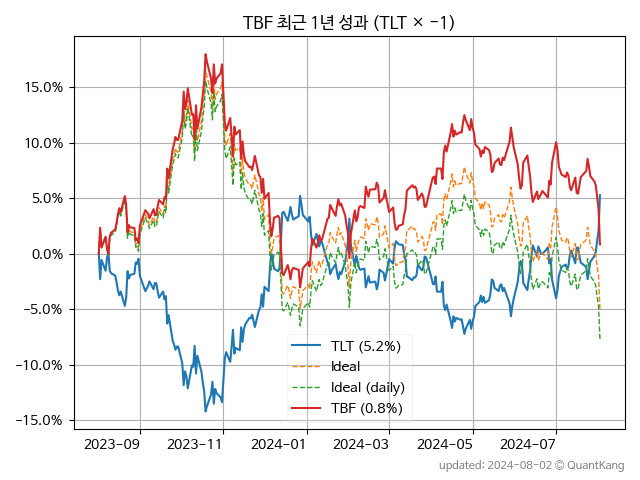 TBF 최근 1년 성과 (TLT × −1)
15.0%
10.0%
5.0%
0.0%
−5.0%
−10.0%
−15.0%
TLT (5.2%)
Ideal
Ideal (daily)
TBF (0.8%)
2023-09 2023-11 2024-01 2024-03 2024-05 2024-07
updated: 2024-08-02 © QuantKang